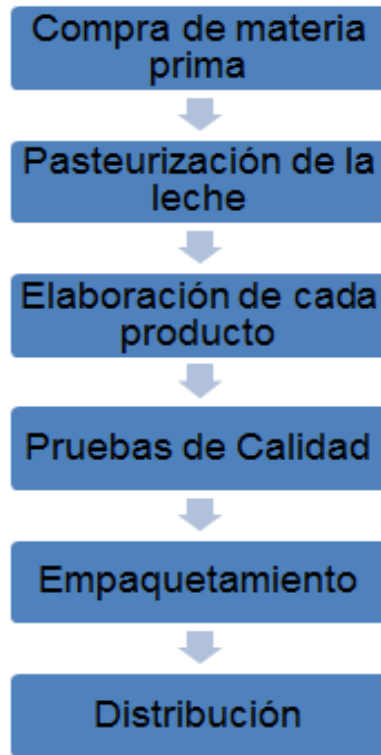 Compra de materia
prima
Pasteurización de la
leche
Elaboración de cada
producto
Pruebas de Calidad
Empaquetamiento
Distribución